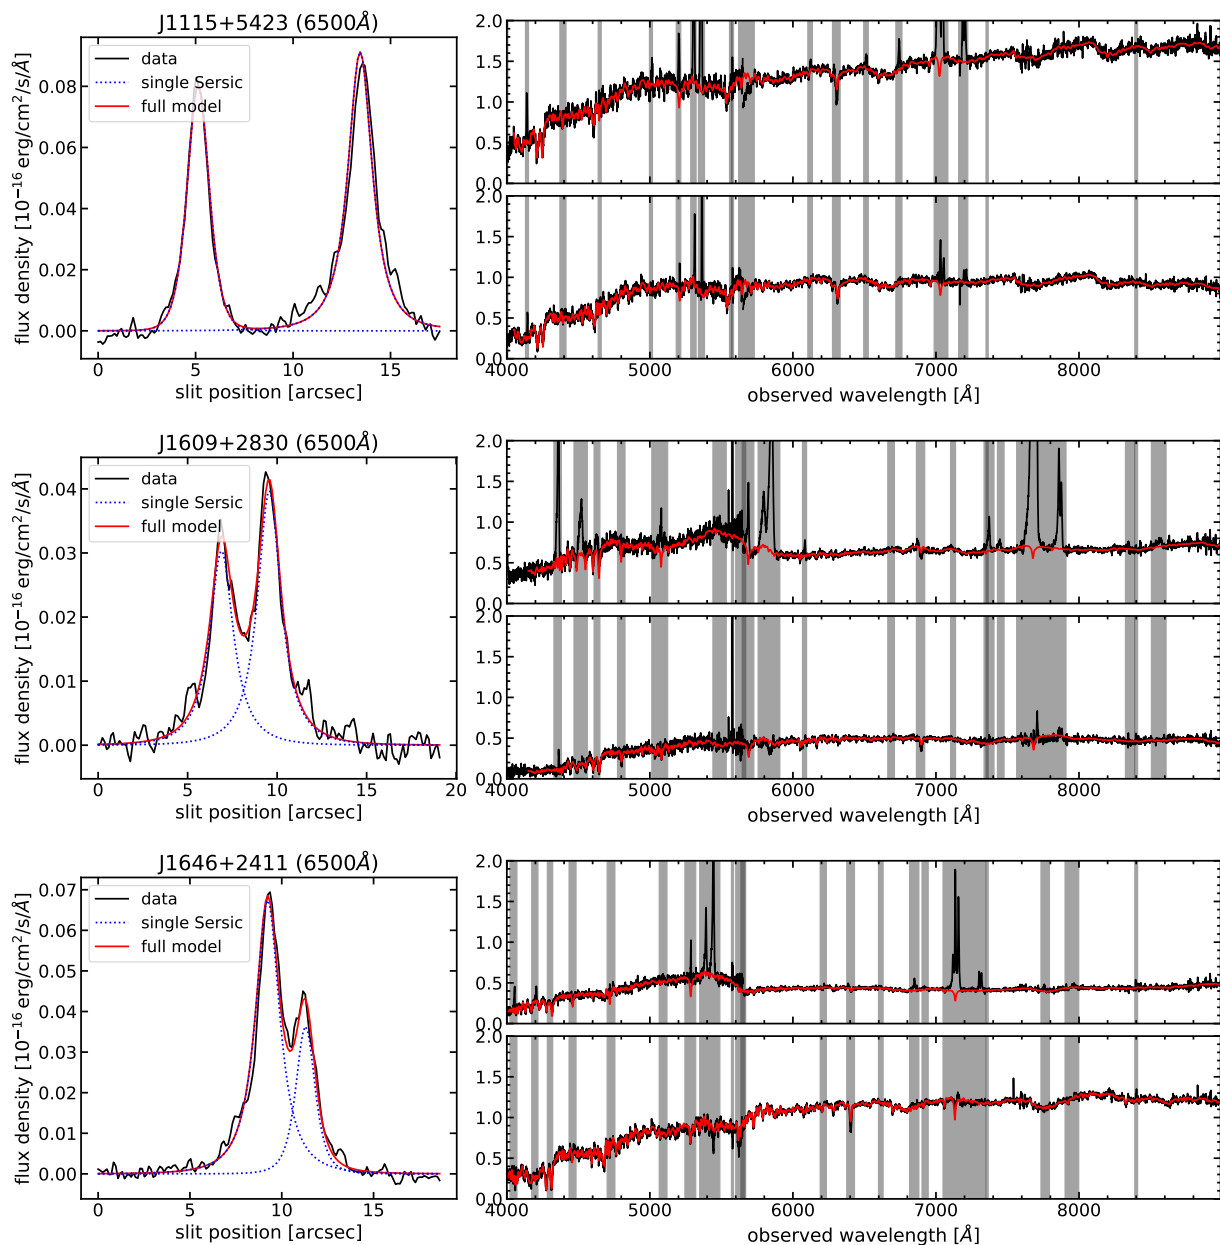 J1115+5423 (6500Å)
data
single Sersic
full model
flux density [10⁻¹⁶ erg/cm²/s/Å]
0.08
0.06
0.04
0.02
0.00
0 5 10 15
slit position [arcsec]
2.0
1.5
1.0
0.5
0.0
2.0
1.5
1.0
0.5
0.0
4000 5000 6000 7000 8000
observed wavelength [Å]
J1609+2830 (6500Å)
data
single Sersic
full model
flux density [10⁻¹⁶ erg/cm²/s/Å]
0.04
0.03
0.02
0.01
0.00
0 5 10 15 20
slit position [arcsec]
2.0
1.5
1.0
0.5
0.0
2.0
1.5
1.0
0.5
0.0
4000 5000 6000 7000 8000
observed wavelength [Å]
J1646+2411 (6500Å)
data
single Sersic
full model
flux density [10⁻¹⁶ erg/cm²/s/Å]
0.07
0.06
0.05
0.04
0.03
0.02
0.01
0.00
0 5 10 15
slit position [arcsec]
2.0
1.5
1.0
0.5
0.0
2.0
1.5
1.0
0.5
0.0
4000 5000 6000 7000 8000
observed wavelength [Å]